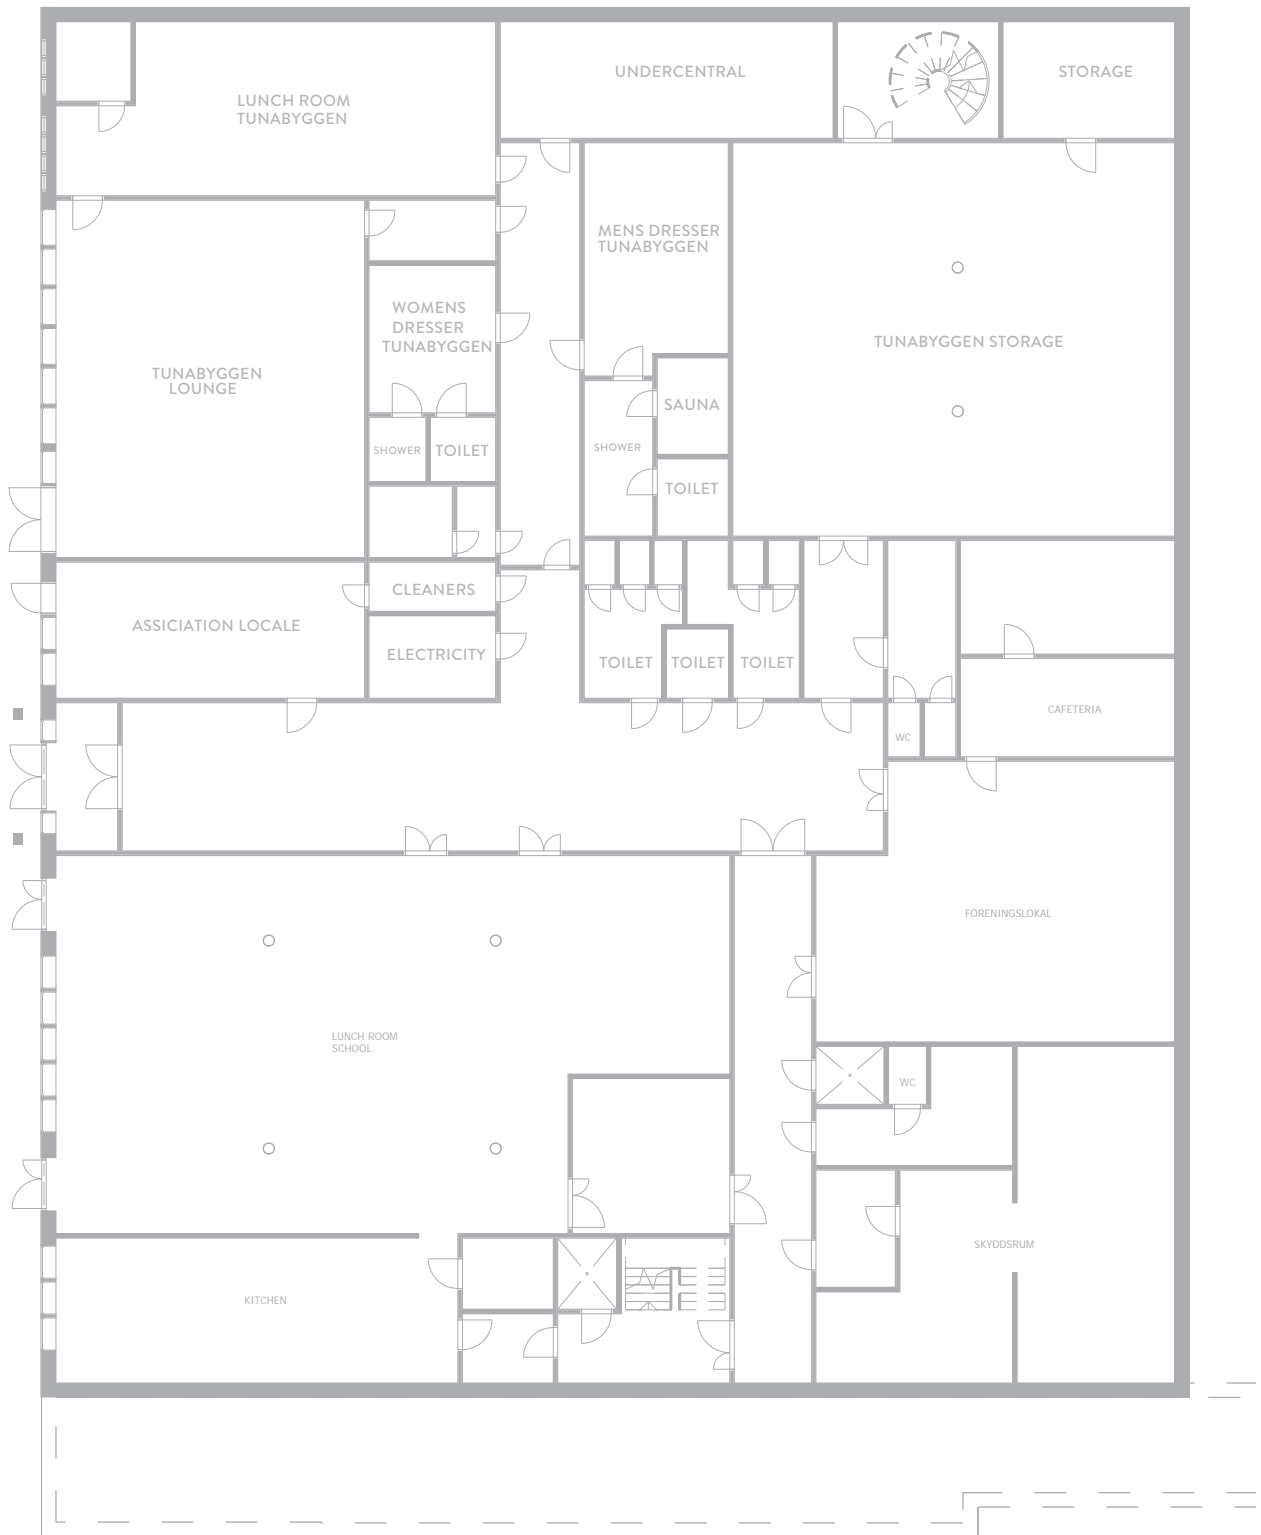 UNDERCENTRAL
STORAGE
LUNCH ROOM
TUNABYGGEN
MENS DRESSER
TUNABYGGEN
WOMENS
DRESSER
TUNABYGGEN
TUNABYGGEN STORAGE
TUNABYGGEN
LOUNGE
SAUNA
SHOWER
SHOWER
TOILET
TOILET
CLEANERS
ASSICIATION LOCALE
ELECTRICITY
TOILET
TOILET
TOILET
CAFETERIA
WC
FÖRENINGSLOKAL
LUNCH ROOM
SCHOOL
WC
SKYDDSRUM
KITCHEN